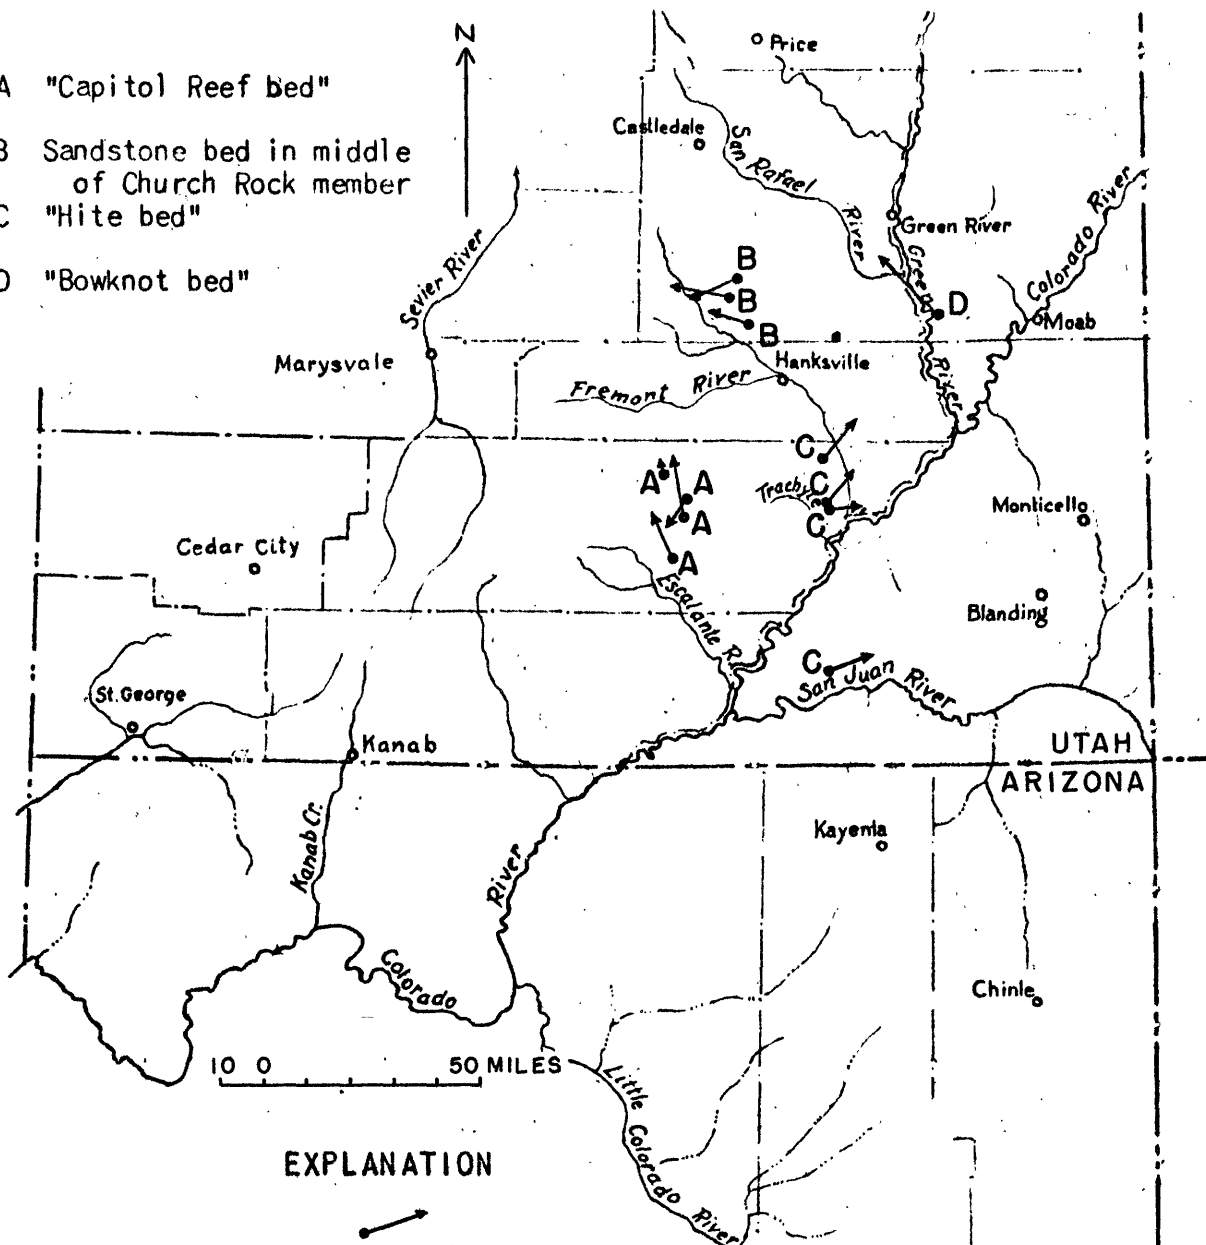 A "Capitol Reef bed"
B Sandstone bed in middle
of Church Rock member
C "Hite bed"
D "Bowknot bed"
N
Price
Castledale
San Rafael
River
Green River
Green
River
Colorado River
Sevier River
B
B
B
D
Moab
Marysvale
Hanksville
Fremont River
C
A
A
A
A
Trachyte
C
C
Monticello
Cedar City
Escalante R.
Blanding
C
San Juan River
St. George
Kanab
UTAH
ARIZONA
Kanab Cr.
River
Kayenta
Colorado
Chinle
10 0 50 MILES
Little Colorado River
EXPLANATION